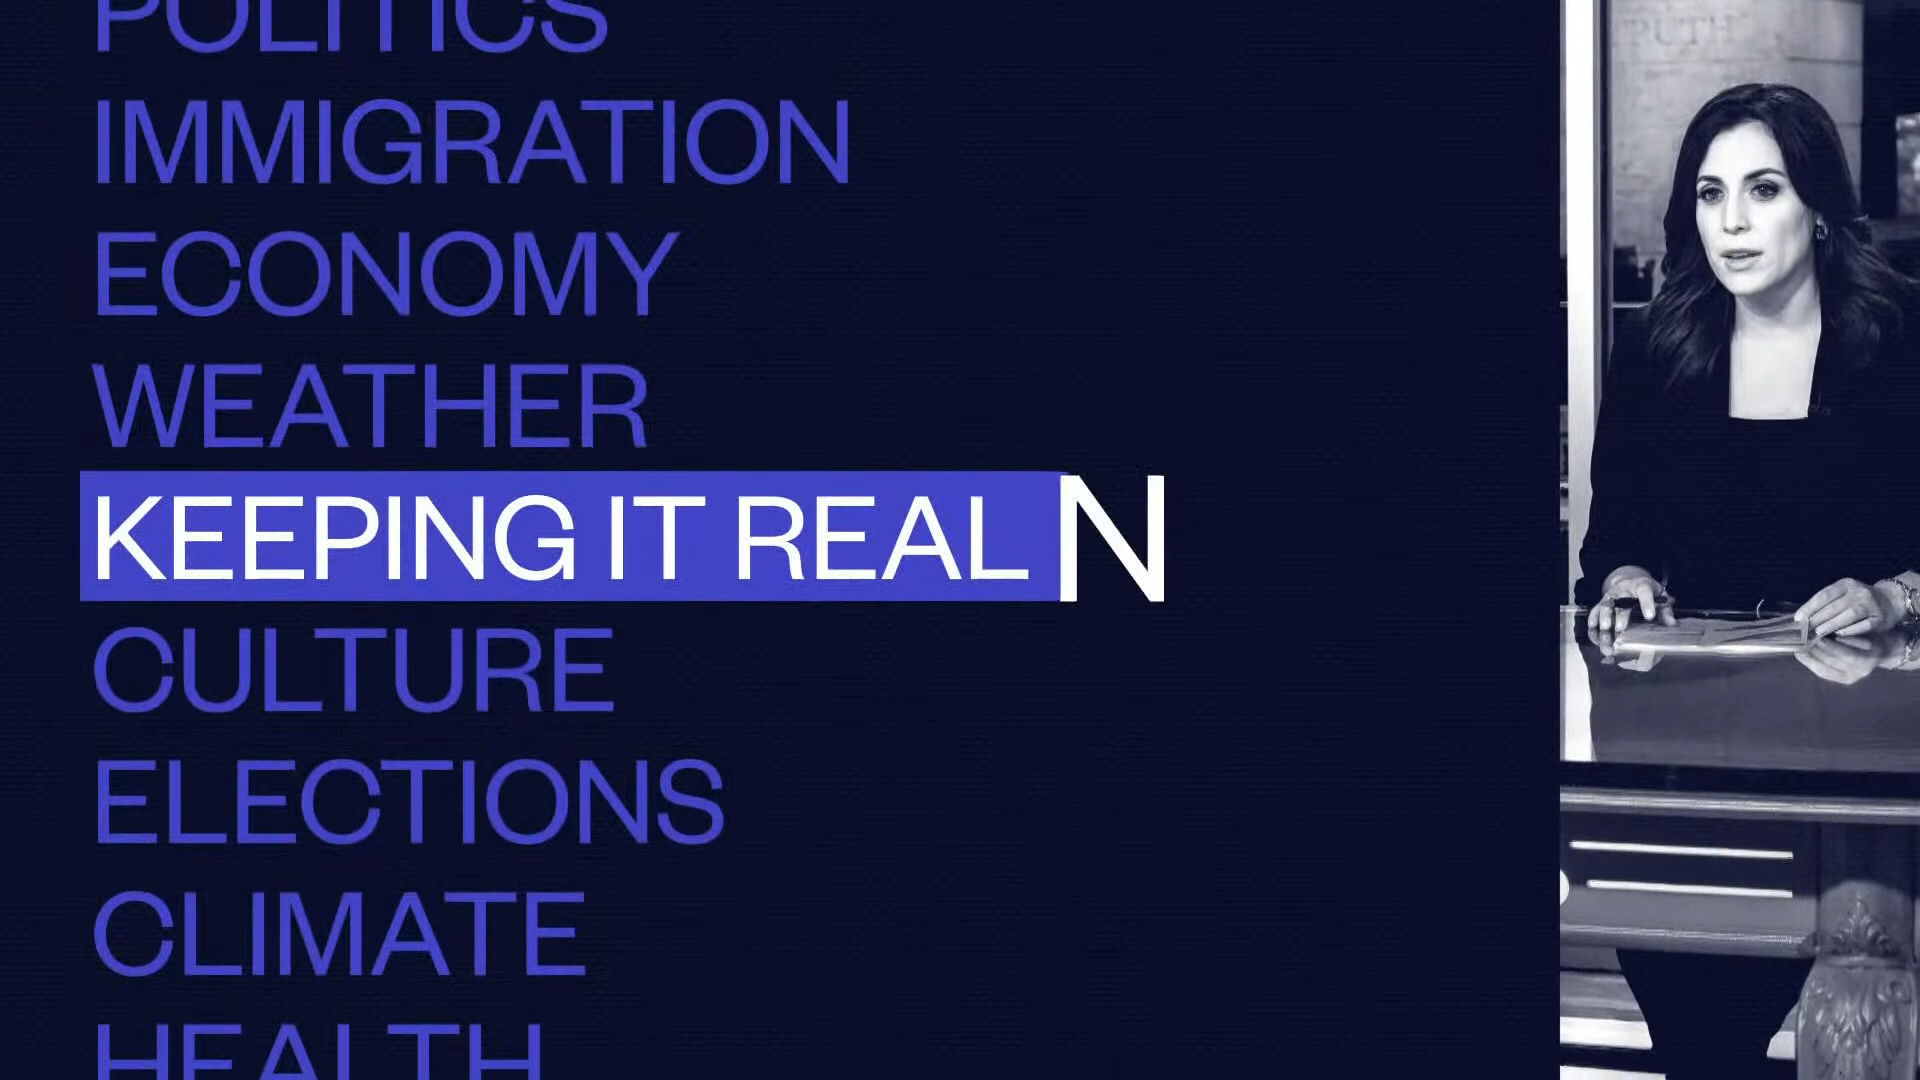 POLITICS
IMMIGRATION
ECONOMY
WEATHER
KEEPING IT REAL N
CULTURE
ELECTIONS
CLIMATE
HEALTH